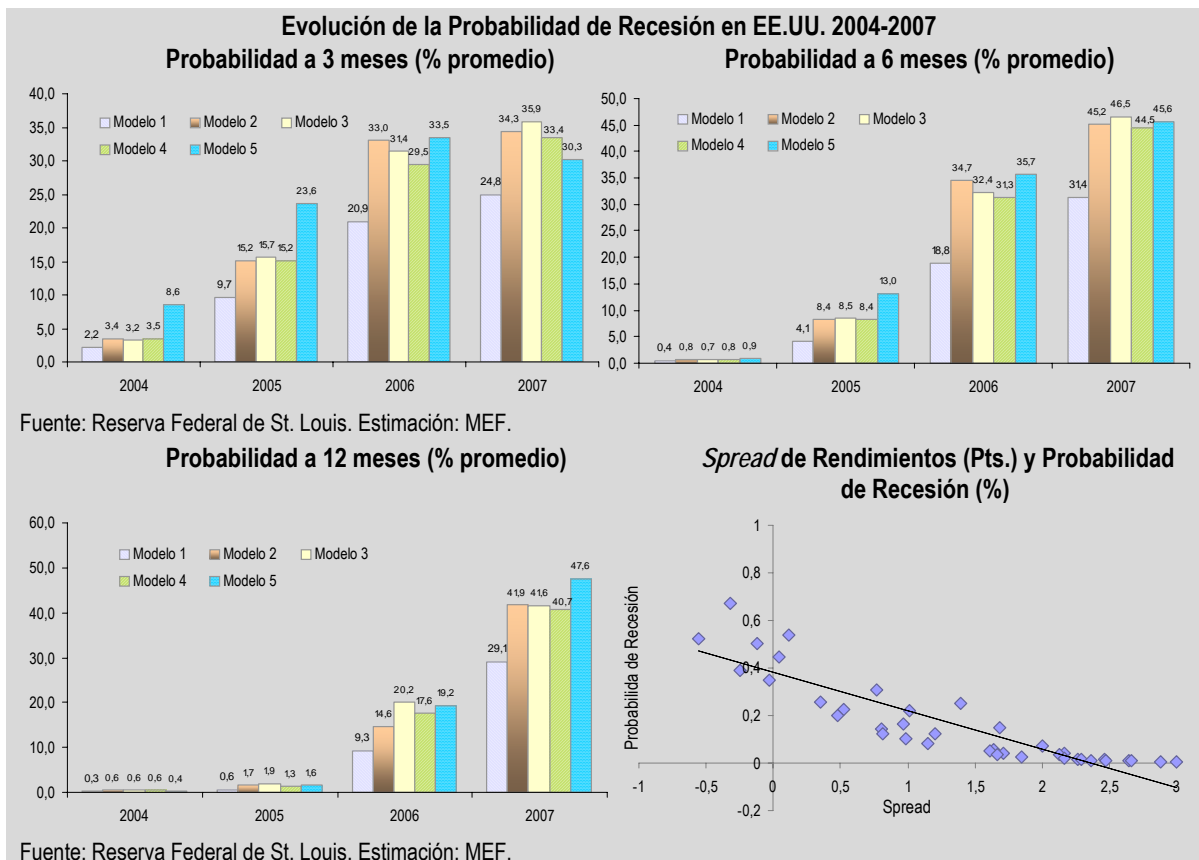 Evolución de la Probabilidad de Recesión en EE.UU. 2004-2007
Probabilidad a 3 meses (% promedio)
40,0
35,0
30,0
25,0
20,0
15,0
10,0
5,0
0,0
Modelo 1 Modelo 2 Modelo 3
Modelo 4 Modelo 5
2,2 3,4 3,2 3,5 8,6
9,7 15,2 15,7 15,2 23,6
20,9 33,0 31,4 29,5 33,5
24,8 34,3 35,9 33,4 30,3
2004 2005 2006 2007
Probabilidad a 6 meses (% promedio)
50,0
45,0
40,0
35,0
30,0
25,0
20,0
15,0
10,0
5,0
0,0
Modelo 1 Modelo 2 Modelo 3
Modelo 4 Modelo 5
0,4 0,8 0,7 0,8 0,9
4,1 8,4 8,5 8,4 13,0
18,8 34,7 32,4 31,3 35,7
31,4 45,2 46,5 44,5 45,6
2004 2005 2006 2007
Fuente: Reserva Federal de St. Louis. Estimación: MEF.
Probabilidad a 12 meses (% promedio)
60,0
50,0
40,0
30,0
20,0
10,0
0,0
Modelo 1 Modelo 2 Modelo 3
Modelo 4 Modelo 5
0,3 0,6 0,6 0,6 0,4
0,6 1,7 1,9 1,3 1,6
9,3 14,6 20,2 17,6 19,2
29,1 41,9 41,6 40,7 47,6
2004 2005 2006 2007
Spread de Rendimientos (Pts.) y Probabilidad
de Recesión (%)
Probabilida de Recesión
1
0,8
0,6
0,4
0,2
0
-0,2
-1 -0,5 0 0,5 1 1,5 2 2,5 3
Spread
Fuente: Reserva Federal de St. Louis. Estimación: MEF.